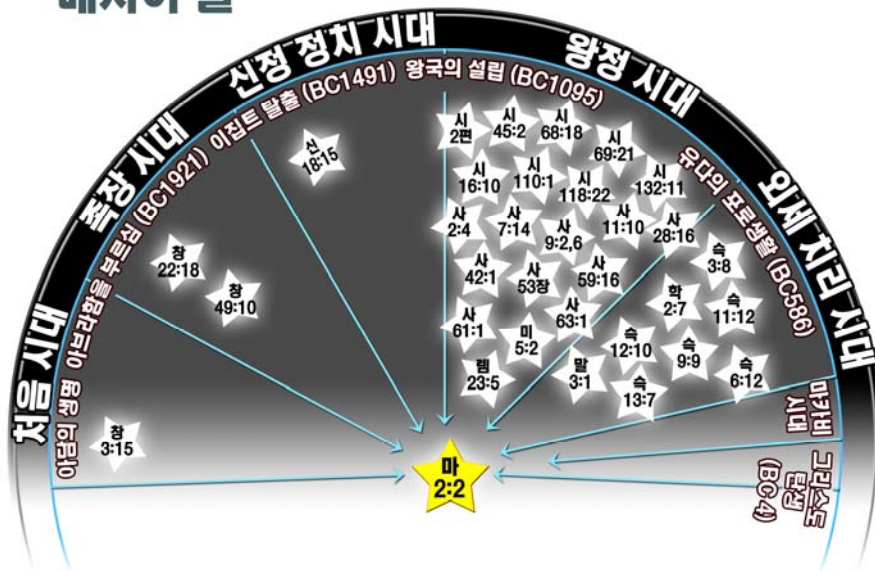 메시아 별
처음 시대
족장 시대
신정 정치 시대
왕정 시대
외세 치리 시대
아담의 생명
아브라함을 부르심 (BC1921)
이집트 탈출 (BC1491)
왕국의 설립 (BC1095)
유다의 포로생활 (BC586)
마카비
시대
그리스도
탄생
(BC4)
창
3:15
창
22:18
창
49:10
신
18:15
시
2편
시
45:2
시
68:18
시
69:21
시
16:10
시
110:1
시
118:22
시
132:11
사
2:4
사
7:14
사
9:2,6
사
11:10
사
28:16
사
42:1
사
53장
사
59:16
사
61:1
미
5:2
사
63:1
렘
23:5
말
3:1
슥
3:8
학
2:7
슥
11:12
슥
12:10
슥
9:9
슥
13:7
슥
6:12
마
2:2